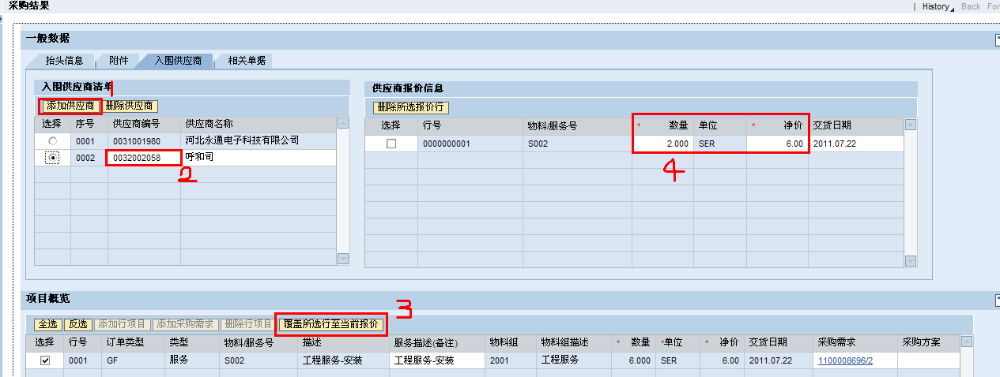 采购结果
History Back For
一般数据
抬头信息 附件 入围供应商 相关单据
入围供应商清单 1
添加供应商 删除供应商
选择 序号 供应商编号 供应商名称
0001 0031001980 河北永通电子科技有限公司
0002 0032002058 呼和司
2
供应商报价信息
删除所选报价行
选择 行号 物料/服务号 * 数量 单位 * 净价 交货日期
0000000001 S002 2.000 SER 6.00 2011.07.22
4
项目概览
3
全选 反选 添加行项目 添加采购需求 删除行项目 覆盖所选行至当前报价
选择 行号 订单类型 类型 物料/服务号 描述 服务描述(备注) 物料组 物料组描述 * 数量 *单位 * 净价 交货日期 采购需求 采购方案
0001 GF 服务 S002 工程服务-安装 工程服务-安装 2001 工程服务 6.000 SER 6.00 2011.07.22 1100008696/2